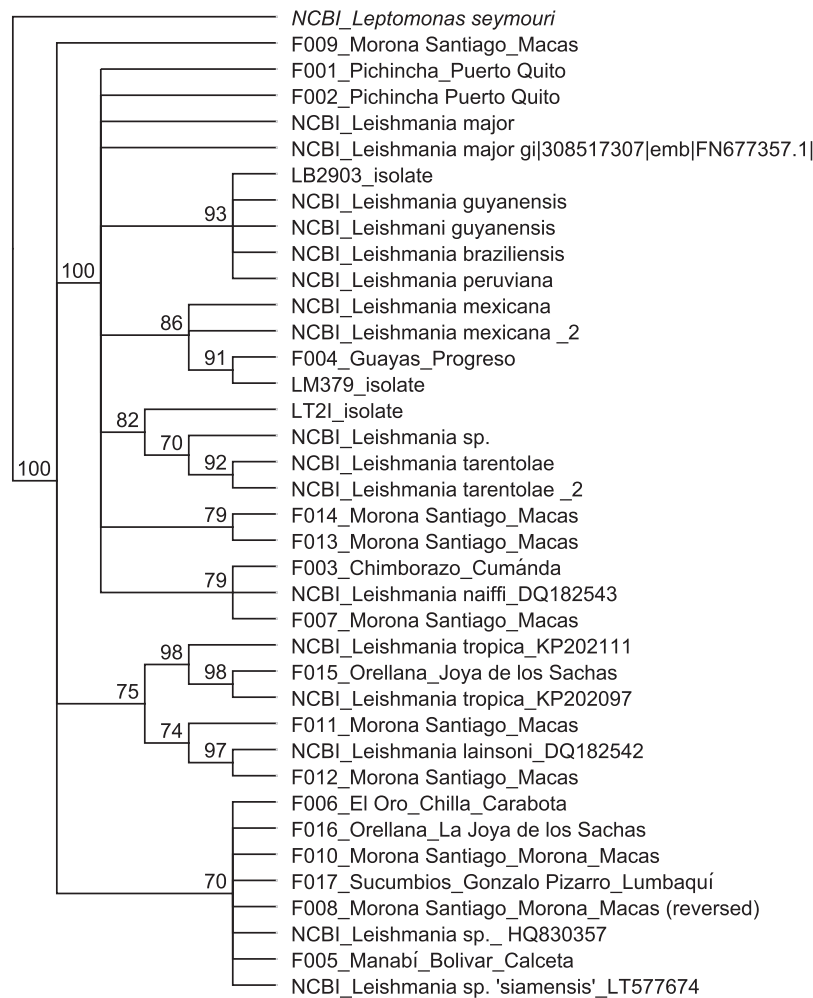 NCBI_Leptomonas seymouri
F009_Morona Santiago_Macas
F001_Pichincha_Puerto Quito
F002_Pichincha Puerto Quito
NCBI_Leishmania major
NCBI_Leishmania major gi|308517307|emb|FN677357.1|
LB2903_isolate
NCBI_Leishmania guyanensis
93
NCBI_Leishmani guyanensis
NCBI_Leishmania braziliensis
100
NCBI_Leishmania peruviana
NCBI_Leishmania mexicana
86
NCBI_Leishmania mexicana _2
91
F004_Guayas_Progreso
LM379_isolate
82
LT2I_isolate
70
NCBI_Leishmania sp.
92
NCBI_Leishmania tarentolae
100
NCBI_Leishmania tarentolae _2
79
F014_Morona Santiago_Macas
F013_Morona Santiago_Macas
79
F003_Chimborazo_Cumánda
NCBI_Leishmania naiffi_DQ182543
F007_Morona Santiago_Macas
98
NCBI_Leishmania tropica_KP202111
98
F015_Orellana_Joya de los Sachas
75
NCBI_Leishmania tropica_KP202097
74
F011_Morona Santiago_Macas
97
NCBI_Leishmania lainsoni_DQ182542
F012_Morona Santiago_Macas
F006_El Oro_Chilla_Carabota
F016_Orellana_La Joya de los Sachas
F010_Morona Santiago_Morona_Macas
70
F017_Sucumbios_Gonzalo Pizarro_Lumbaquí
F008_Morona Santiago_Morona_Macas (reversed)
NCBI_Leishmania sp._ HQ830357
F005_Manabí_Bolivar_Calceta
NCBI_Leishmania sp. 'siamensis'_LT577674